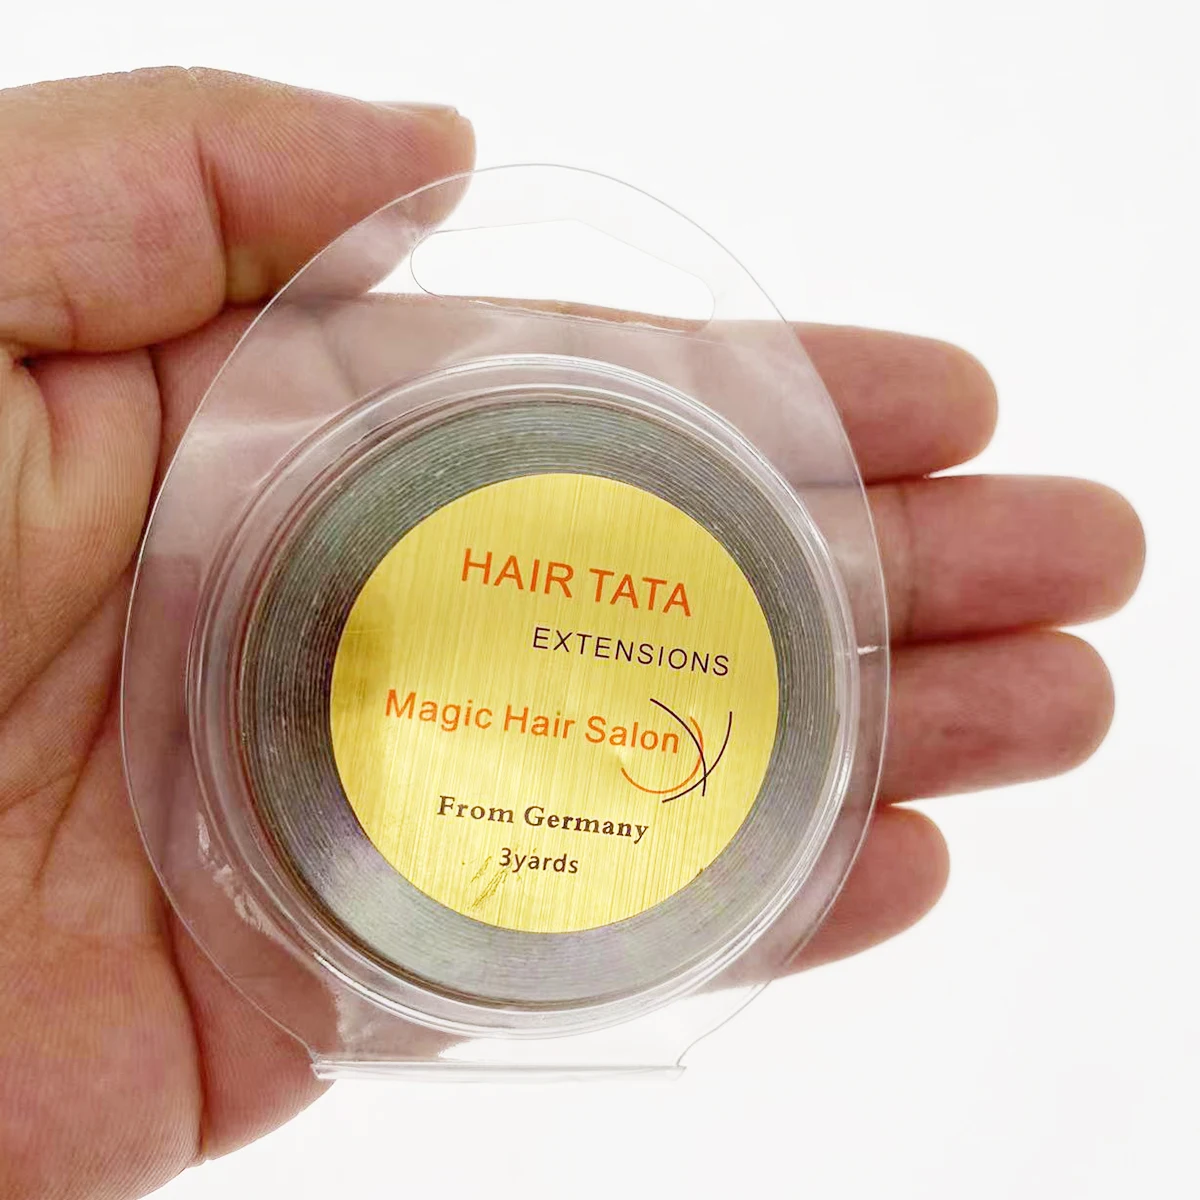 HAIR TATA
EXTENSIONS
Magic Hair Salon
From Germany
3yards